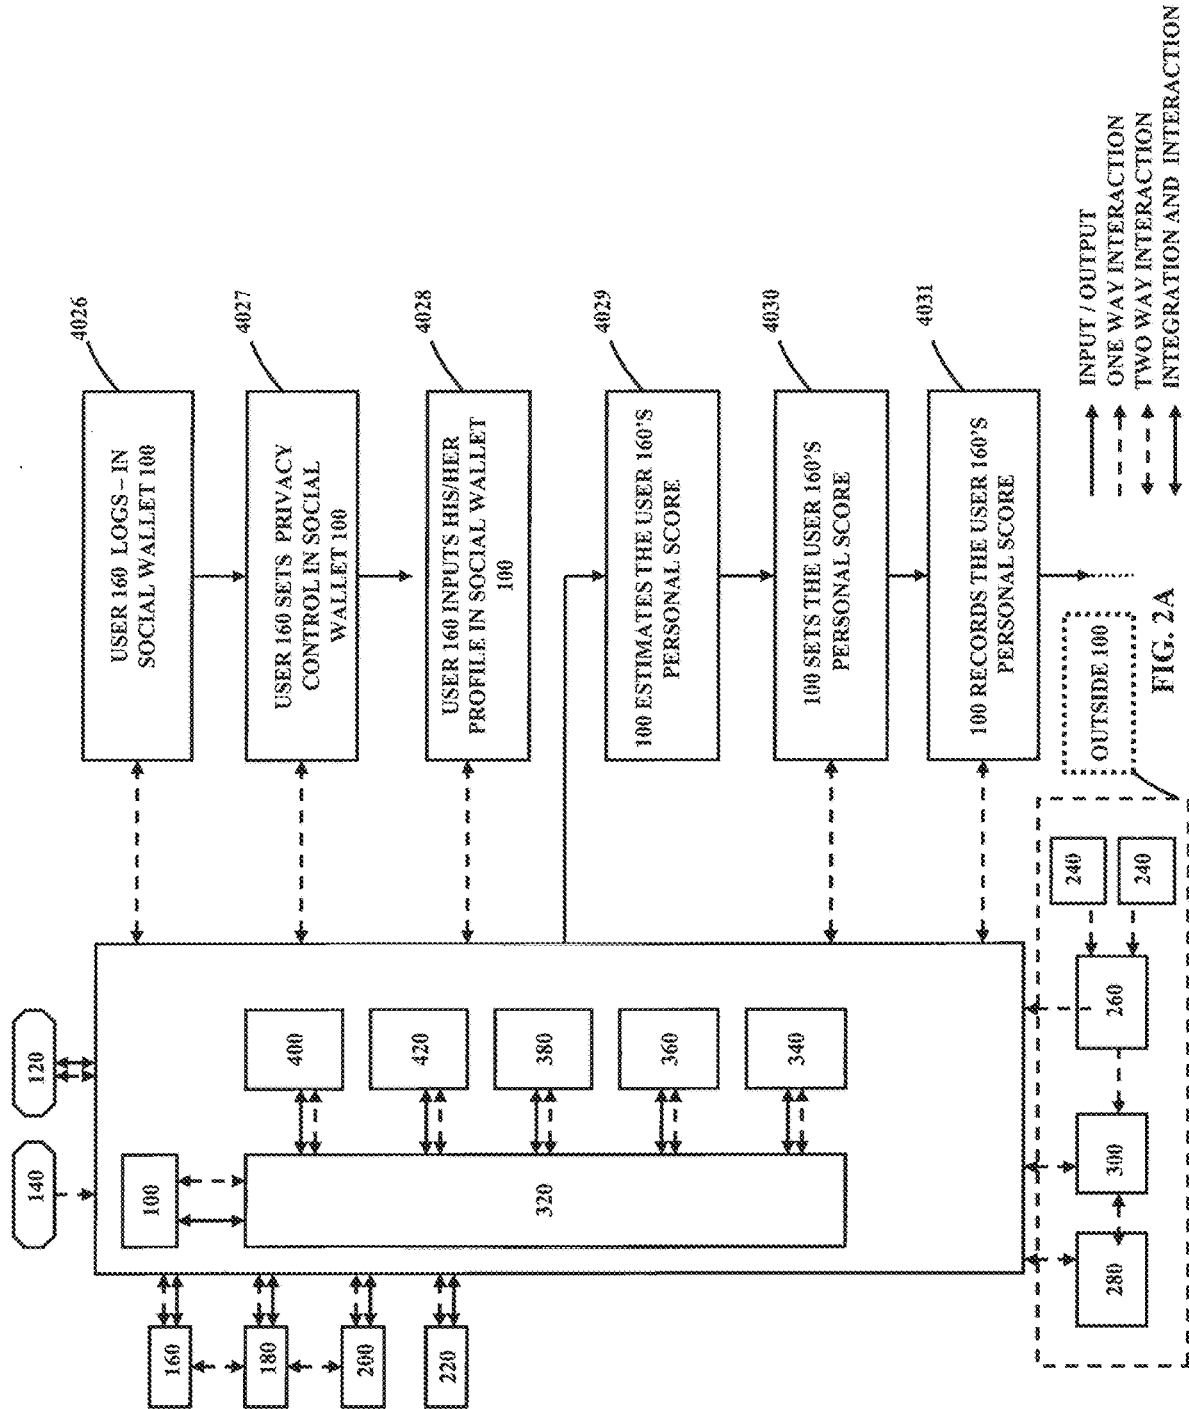 4026
USER 160 LOGS – IN
SOCIAL WALLET 100
4027
USER 160 SETS PRIVACY
CONTROL IN SOCIAL
WALLET 100
4028
USER 160 INPUTS HIS/HER
PROFILE IN SOCIAL WALLET
100
4029
100 ESTIMATES THE USER 160'S
PERSONAL SCORE
4030
100 SETS THE USER 160'S
PERSONAL SCORE
4031
100 RECORDS THE USER 160'S
PERSONAL SCORE
INPUT / OUTPUT
ONE WAY INTERACTION
TWO WAY INTERACTION
INTEGRATION AND INTERACTION
120
140
100
320
400
420
380
360
340
160
180
200
220
240
240
260
300
280
OUTSIDE 100
FIG. 2A